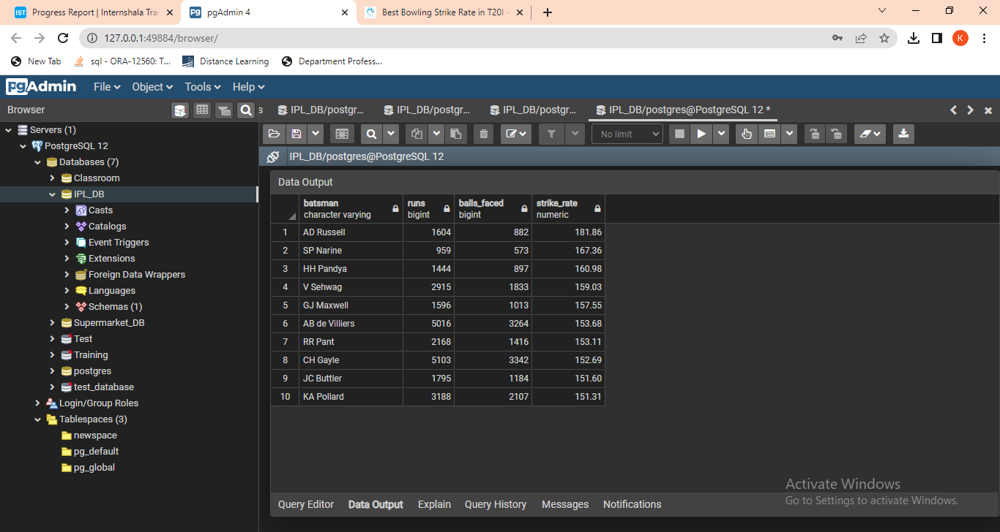 Progress Report | Internshala Trai
pgAdmin 4
Best Bowling Strike Rate in T20I -
127.0.0.1:49884/browser/
K
New Tab
sql - ORA-12560: T...
Distance Learning
Department Profess...
pgAdmin
File
Object
Tools
Help
Browser
s
IPL_DB/postgr...
IPL_DB/postgr...
IPL_DB/postgr...
IPL_DB/postgres@PostgreSQL 12 *
Servers (1)
PostgreSQL 12
Databases (7)
Classroom
IPL_DB
Casts
Catalogs
Event Triggers
Extensions
Foreign Data Wrappers
Languages
Schemas (1)
Supermarket_DB
Test
Training
postgres
test_database
Login/Group Roles
Tablespaces (3)
newspace
pg_default
pg_global
No limit
IPL_DB/postgres@PostgreSQL 12
Data Output
batsman runs balls_faced strike_rate
character varying bigint bigint numeric
1 AD Russell 1604 882 181.86
2 SP Narine 959 573 167.36
3 HH Pandya 1444 897 160.98
4 V Sehwag 2915 1833 159.03
5 GJ Maxwell 1596 1013 157.55
6 AB de Villiers 5016 3264 153.68
7 RR Pant 2168 1416 153.11
8 CH Gayle 5103 3342 152.69
9 JC Buttler 1795 1184 151.60
10 KA Pollard 3188 2107 151.31
Activate Windows
Go to Settings to activate Windows.
Query Editor
Data Output
Explain
Query History
Messages
Notifications